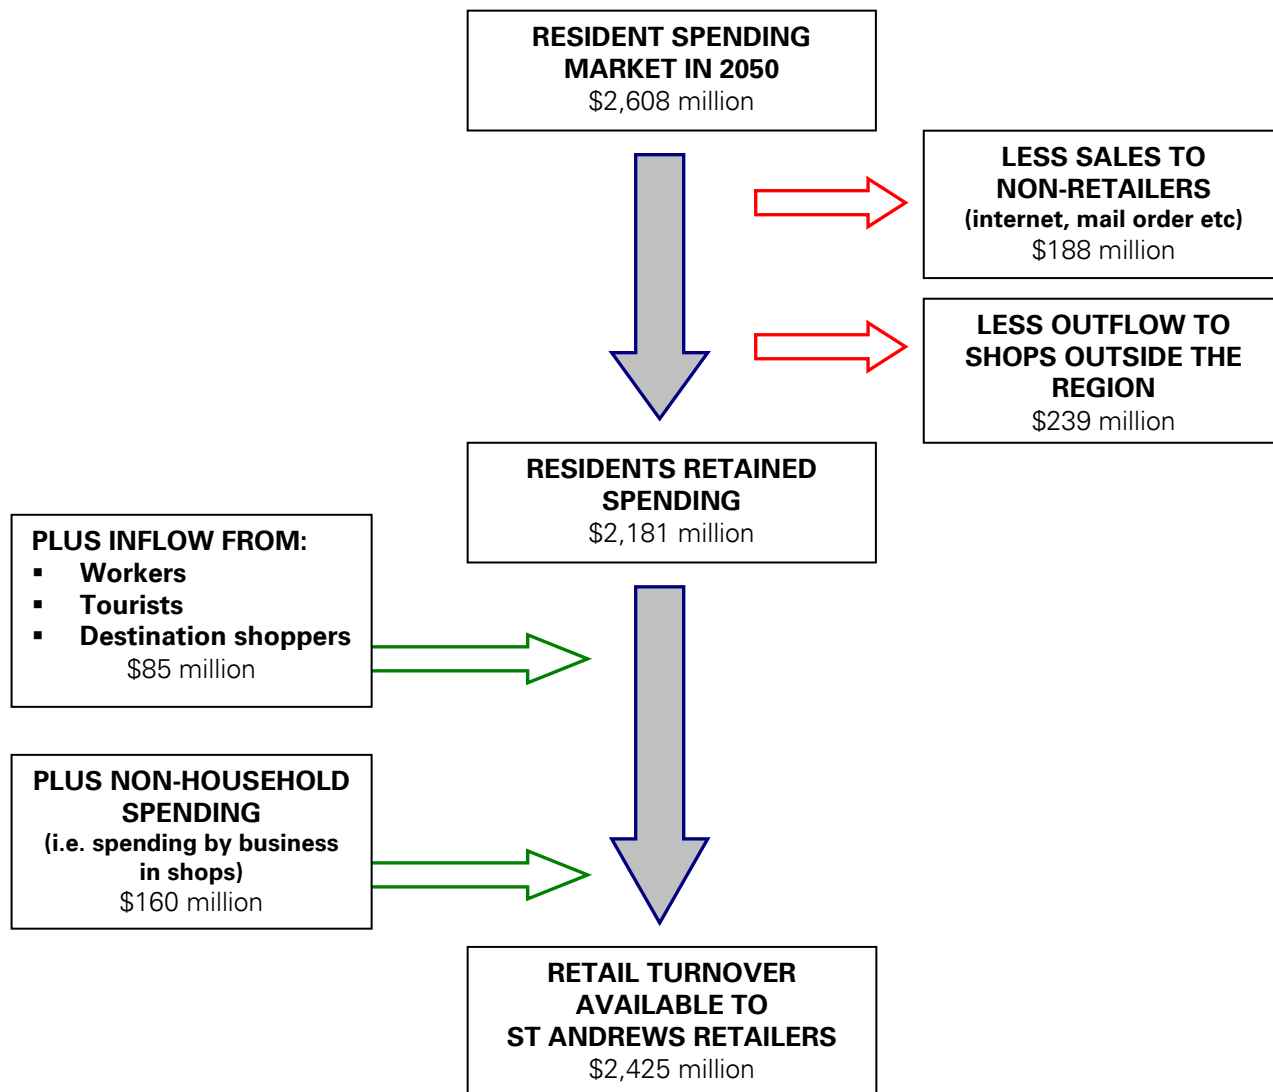 RESIDENT SPENDING
MARKET IN 2050
$2,608 million
LESS SALES TO
NON-RETAILERS
(internet, mail order etc)
$188 million
LESS OUTFLOW TO
SHOPS OUTSIDE THE
REGION
$239 million
RESIDENTS RETAINED
SPENDING
$2,181 million
PLUS INFLOW FROM:
▪ Workers
▪ Tourists
▪ Destination shoppers
$85 million
PLUS NON-HOUSEHOLD
SPENDING
(i.e. spending by business
in shops)
$160 million
RETAIL TURNOVER
AVAILABLE TO
ST ANDREWS RETAILERS
$2,425 million